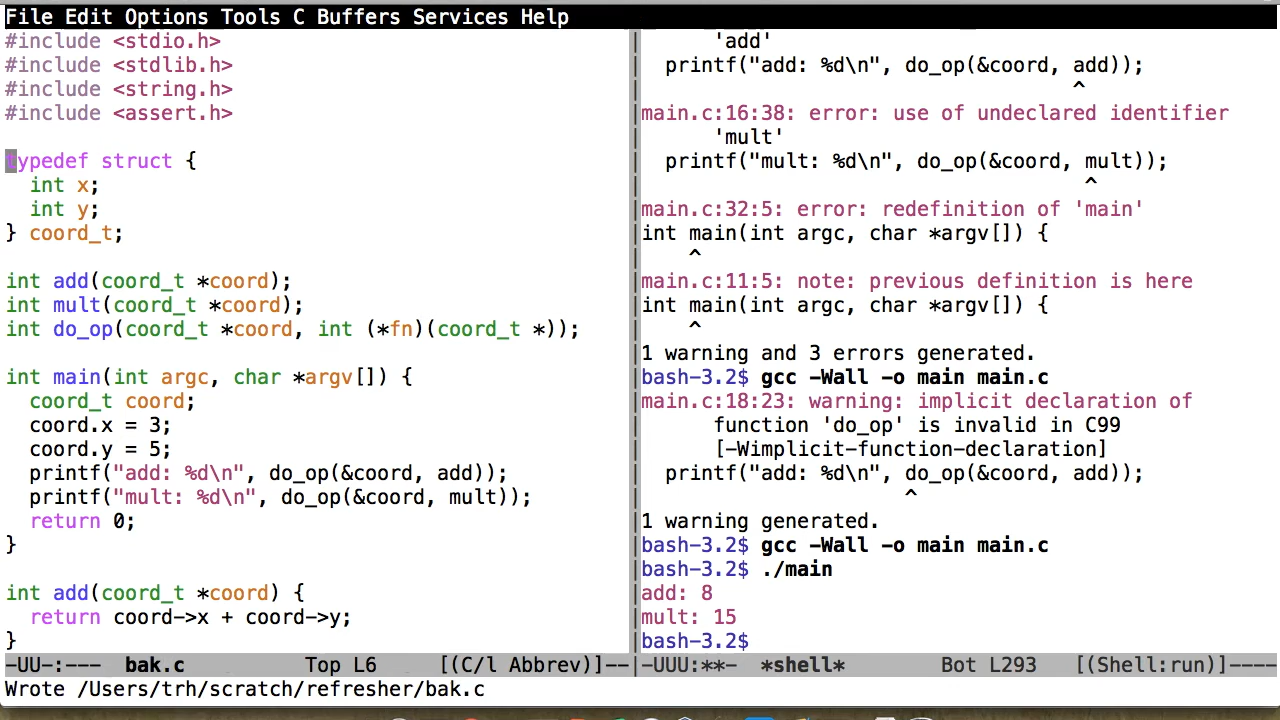 File Edit Options Tools C Buffers Services Help
#include <stdio.h>
#include <stdlib.h>
#include <string.h>
#include <assert.h>
typedef struct {
  int x;
  int y;
} coord_t;
int add(coord_t *coord);
int mult(coord_t *coord);
int do_op(coord_t *coord, int (*fn)(coord_t *));
int main(int argc, char *argv[]) {
  coord_t coord;
  coord.x = 3;
  coord.y = 5;
  printf("add: %d\n", do_op(&coord, add));
  printf("mult: %d\n", do_op(&coord, mult));
  return 0;
}
int add(coord_t *coord) {
  return coord->x + coord->y;
}
-UU-:---  bak.c          Top L6     [(C/l Abbrev)]--
      'add'
  printf("add: %d\n", do_op(&coord, add));
                                    ^
main.c:16:38: error: use of undeclared identifier
      'mult'
  printf("mult: %d\n", do_op(&coord, mult));
                                     ^
main.c:32:5: error: redefinition of 'main'
int main(int argc, char *argv[]) {
    ^
main.c:11:5: note: previous definition is here
int main(int argc, char *argv[]) {
    ^
1 warning and 3 errors generated.
bash-3.2$ gcc -Wall -o main main.c
main.c:18:23: warning: implicit declaration of
      function 'do_op' is invalid in C99
      [-Wimplicit-function-declaration]
  printf("add: %d\n", do_op(&coord, add));
                      ^
1 warning generated.
bash-3.2$ gcc -Wall -o main main.c
bash-3.2$ ./main
add: 8
mult: 15
bash-3.2$
-UUU:**-  *shell*        Bot L293   [(Shell:run)]----
Wrote /Users/trh/scratch/refresher/bak.c